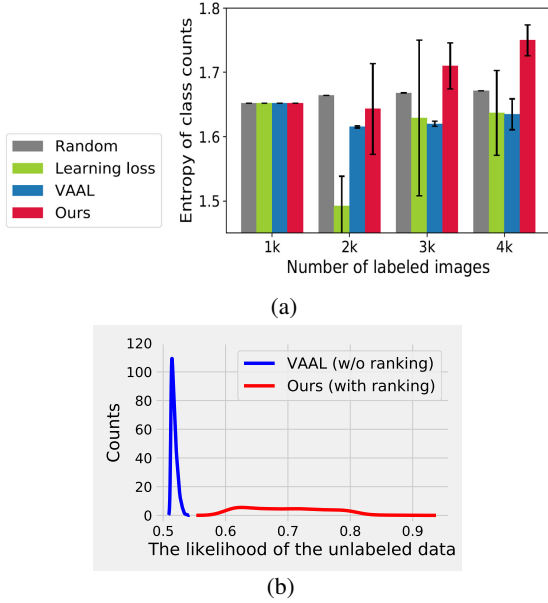 1.8
1.7
1.6
1.5
Entropy of class counts
1k 2k 3k 4k
Number of labeled images
Random
Learning loss
VAAL
Ours
(a)
120
100
80
60
40
20
0
Counts
VAAL (w/o ranking)
Ours (with ranking)
0.5 0.6 0.7 0.8 0.9
The likelihood of the unlabeled data
(b)